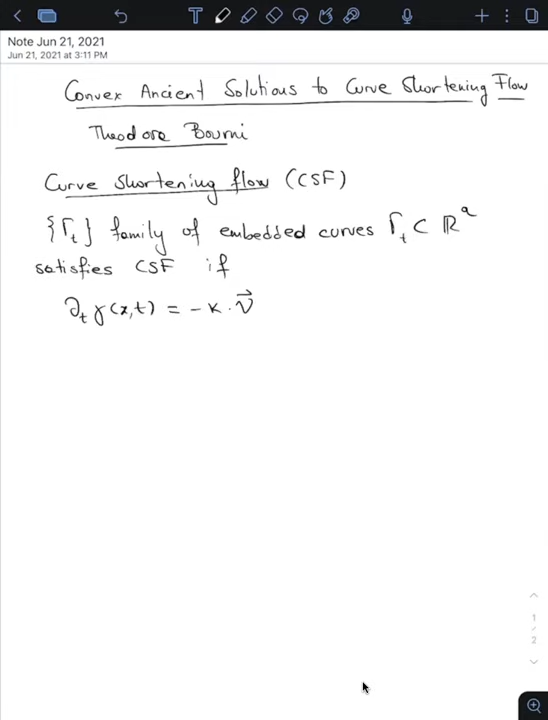 Note Jun 21, 2021
Jun 21, 2021 at 3:11 PM
Convex Ancient Solutions to Curve Shortening Flow
Theodora Bourni
Curve shortening flow (CSF)
{Γₜ} family of embedded curves Γₜ ⊂ ℝ²
satisfies CSF if
∂ₜ γ(x,t) = -κ · ν⃗
1
/
2